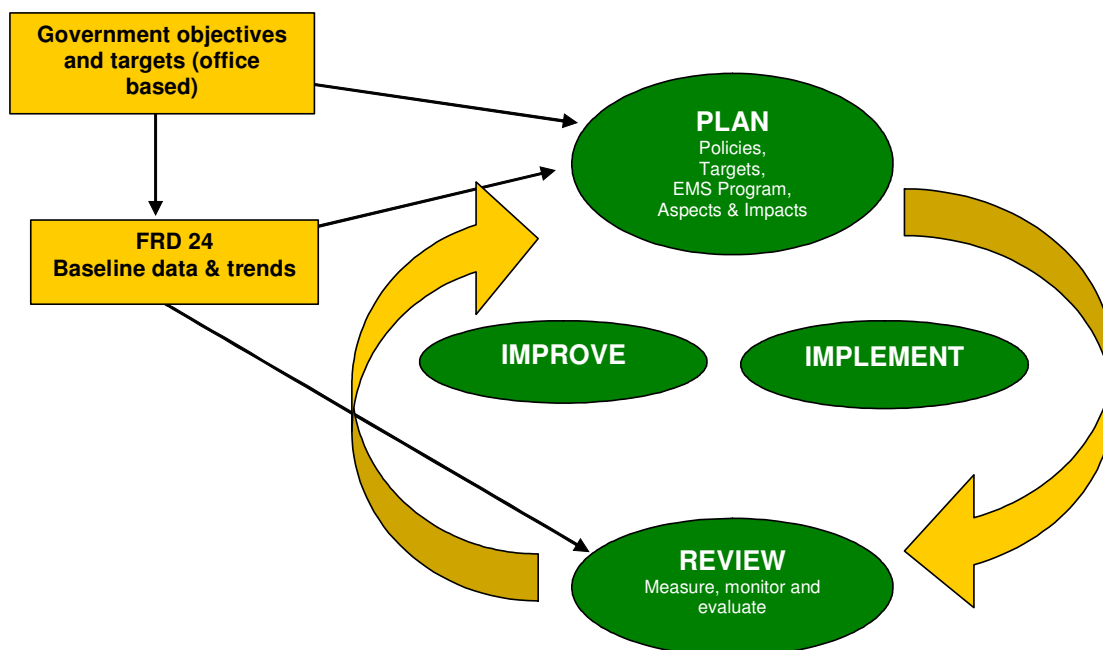 Government objectives
and targets (office
based)
PLAN
Policies,
Targets,
EMS Program,
Aspects & Impacts
FRD 24
Baseline data & trends
IMPROVE
IMPLEMENT
REVIEW
Measure, monitor and
evaluate